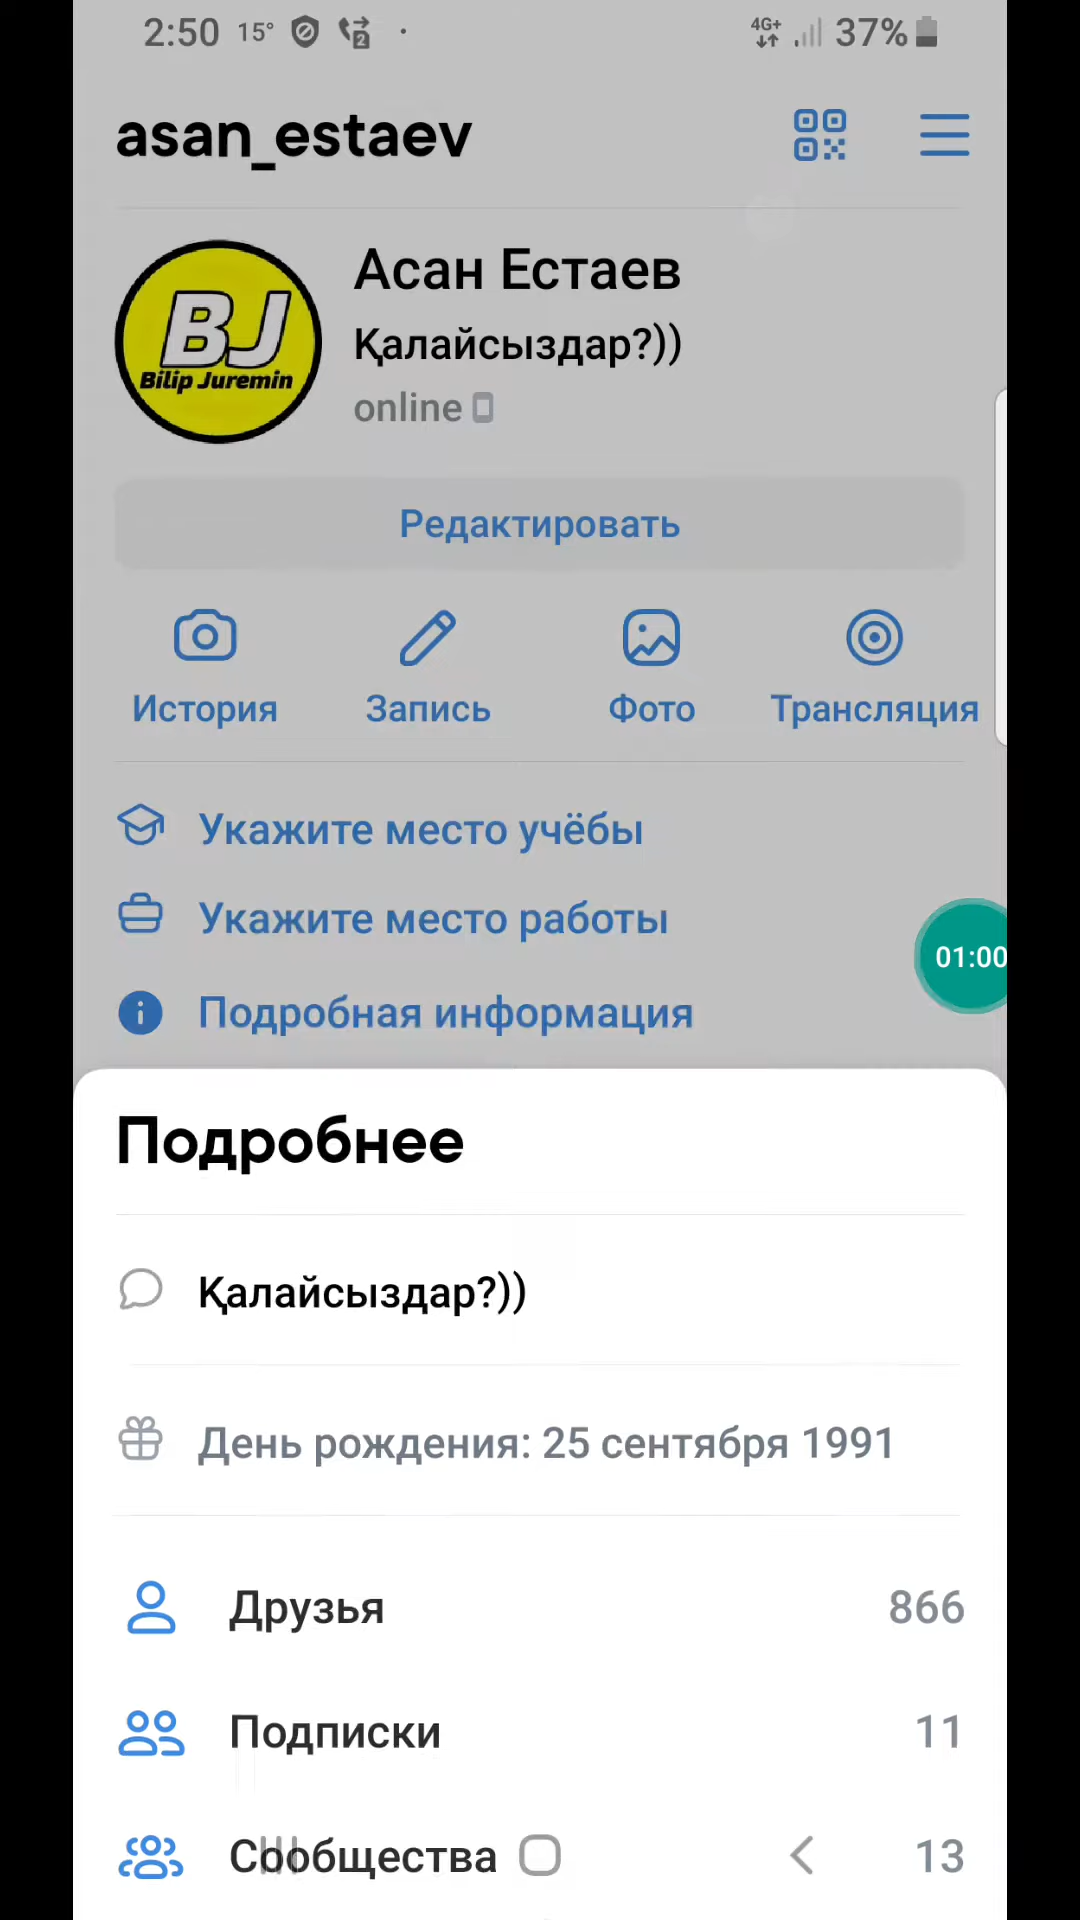 2:50 15° 2 4G+ 37%
asan_estaev
BJ
Bilip Juremin
Асан Естаев
Қалайсыздар?))
online
Редактировать
История Запись Фото Трансляция
Укажите место учёбы
Укажите место работы
01:00
Подробная информация
Подробнее
Қалайсыздар?))
День рождения: 25 сентября 1991
Друзья 866
Подписки 11
Сообщества 13